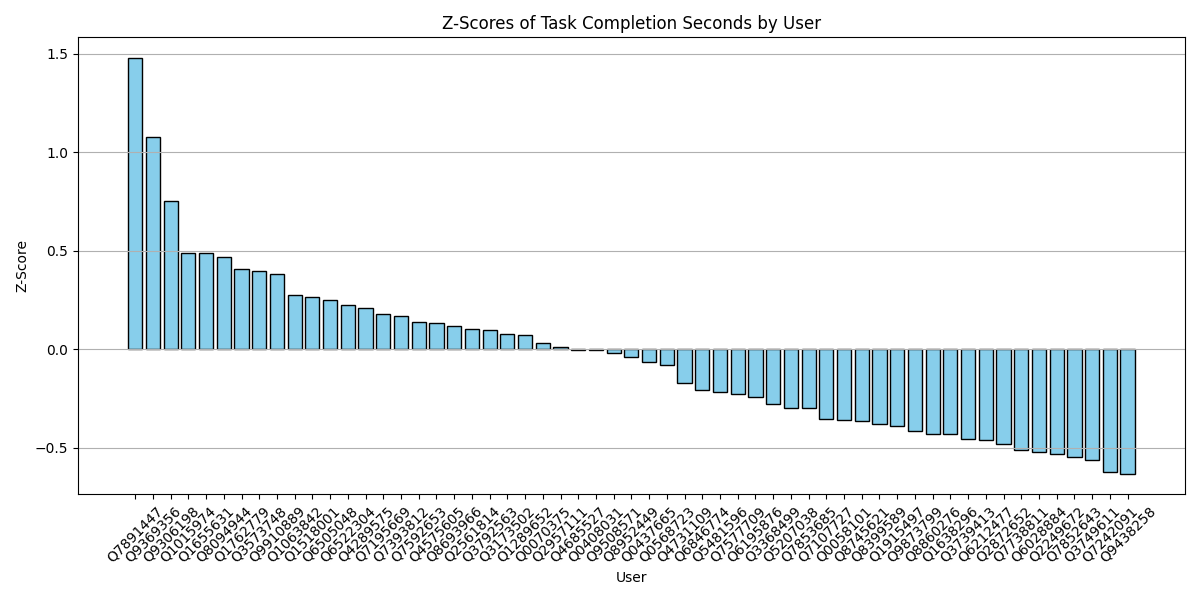 Z-Scores of Task Completion Seconds by User
Z-Score
1.5
1.0
0.5
0.0
−0.5
Q7891447
Q9369356
Q9306198
Q1015974
Q1655631
Q8094944
Q1762779
Q3573748
Q9910889
Q1063842
Q1518001
Q6505048
Q6522304
Q4289575
Q7195669
Q7393812
Q7592653
Q4575605
Q8693966
Q2561814
Q3792563
Q3173502
Q1289652
Q0070375
Q2957111
Q4685527
Q0408031
Q9508571
Q8952449
Q0437665
Q0568723
Q4731109
Q6846774
Q5481596
Q7577709
Q6195876
Q3368499
Q5207038
Q7853685
Q7107727
Q0058101
Q8745621
Q8399589
Q1915497
Q9873799
Q8860276
Q1638296
Q3739413
Q6212477
Q2872652
Q7738811
Q6028884
Q2249672
Q7852643
Q3749611
Q7242091
Q9438258
User